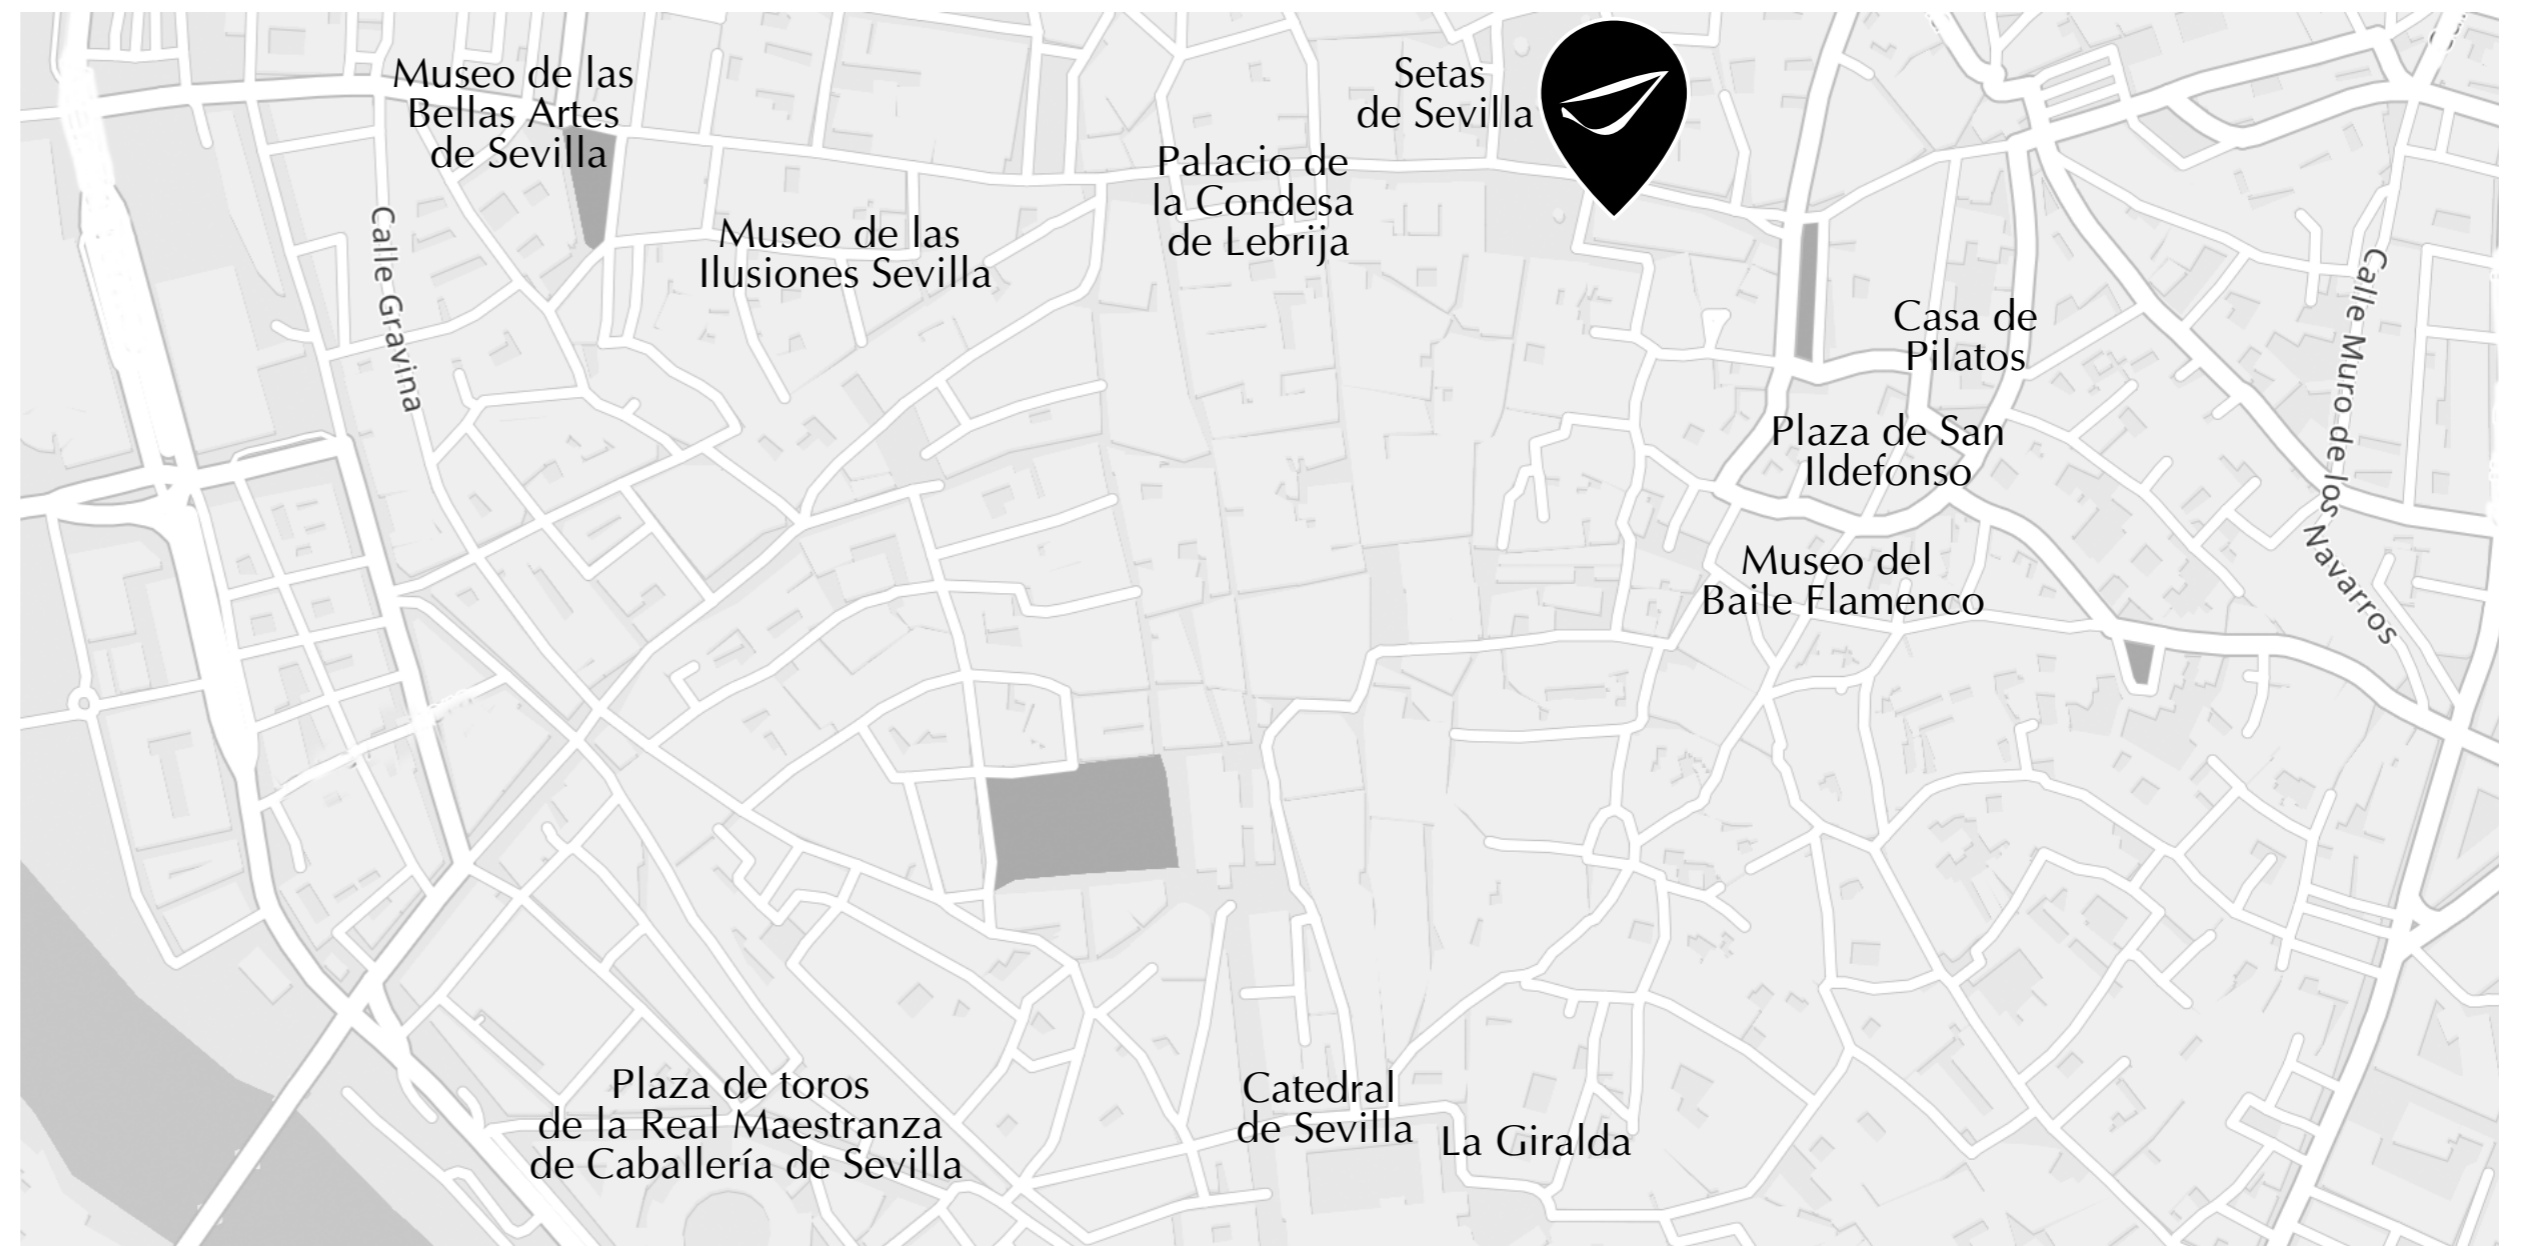 Museo de las
Bellas Artes
de Sevilla
Setas
de Sevilla
Palacio de
la Condesa
de Lebrija
Museo de las
Ilusiones Sevilla
Calle Gravina
Casa de
Pilatos
Calle Muro de los Navarros
Plaza de San
Ildefonso
Museo del
Baile Flamenco
Plaza de toros
de la Real Maestranza
de Caballería de Sevilla
Catedral
de Sevilla
La Giralda